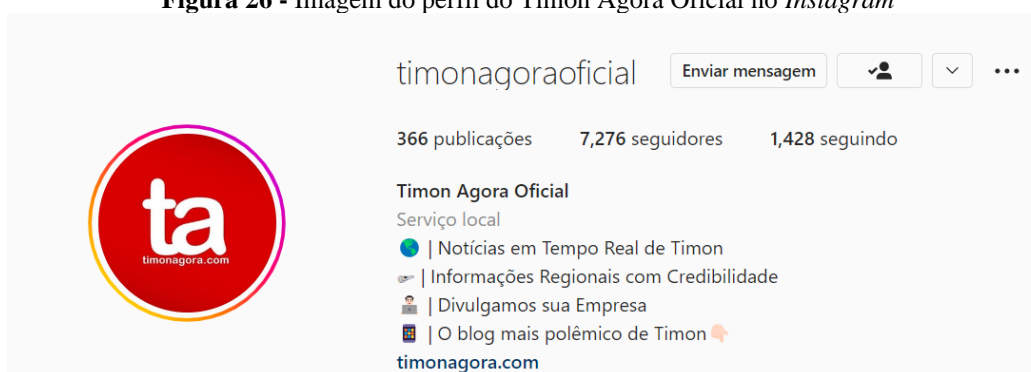 Figura 26 - Imagem do perfil do Timon Agora Oficial no Instagram
timonagoraoficial Enviar mensagem
366 publicações 7,276 seguidores 1,428 seguindo
Timon Agora Oficial
Serviço local
| Notícias em Tempo Real de Timon
| Informações Regionais com Credibilidade
| Divulgamos sua Empresa
| O blog mais polêmico de Timon
timonagora.com
ta
timonagora.com